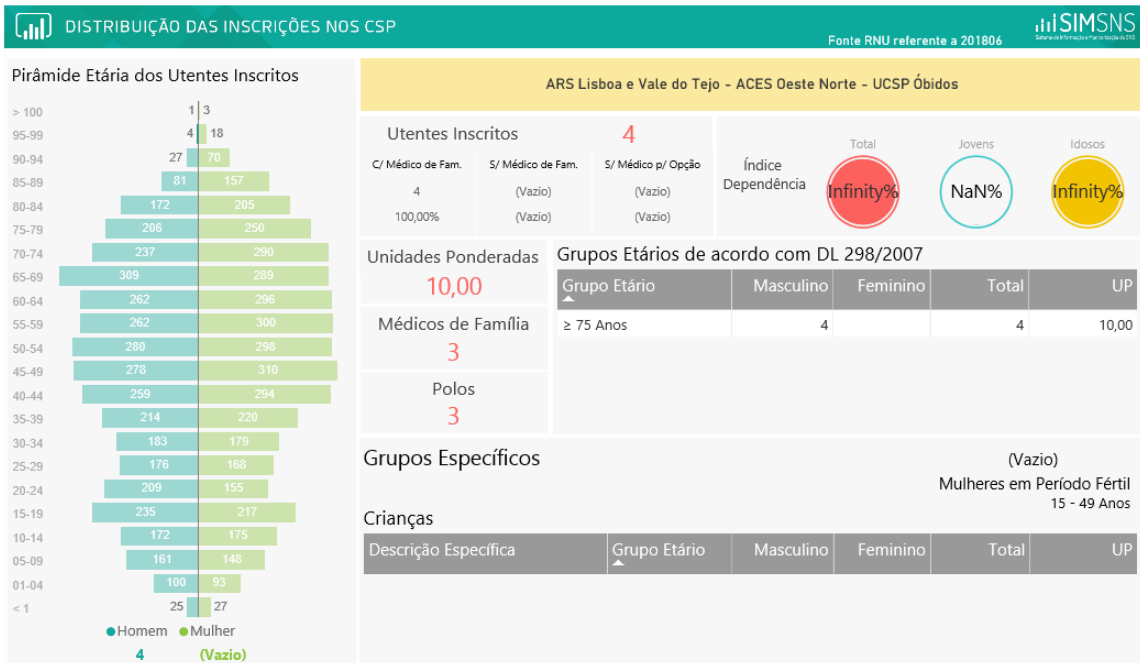 DISTRIBUIÇÃO DAS INSCRIÇÕES NOS CSP
Fonte RNU referente a 201806
SIMSNS
Pirâmide Etária dos Utentes Inscritos
> 100 1 3
95-99 4 18
90-94 27 70
85-89 81 157
80-84 172 205
75-79 206 250
70-74 237 290
65-69 309 289
60-64 262 296
55-59 262 300
50-54 280 298
45-49 278 310
40-44 259 294
35-39 214 220
30-34 183 179
25-29 176 168
20-24 209 155
15-19 235 217
10-14 172 175
05-09 161 148
01-04 100 93
< 1 25 27
Homem Mulher
4 (Vazio)
ARS Lisboa e Vale do Tejo - ACES Oeste Norte - UCSP Óbidos
Utentes Inscritos 4
C/ Médico de Fam. S/ Médico de Fam. S/ Médico p/ Opção
4 (Vazio) (Vazio)
100,00% (Vazio) (Vazio)
Índice
Dependência
Total Jovens Idosos
Infinity% NaN% Infinity%
Unidades Ponderadas
10,00
Médicos de Família
3
Polos
3
Grupos Etários de acordo com DL 298/2007
Grupo Etário Masculino Feminino Total UP
≥ 75 Anos 4 4 10,00
Grupos Específicos
(Vazio)
Mulheres em Período Fértil
15 - 49 Anos
Crianças
Descrição Específica Grupo Etário Masculino Feminino Total UP